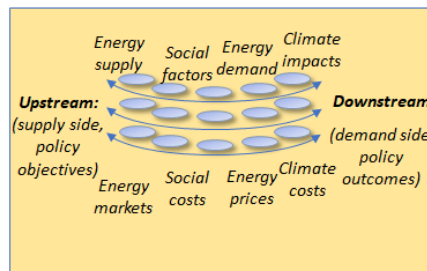 Energy supply
Social factors
Energy demand
Climate impacts
Upstream:
(supply side,
policy
objectives)
Downstream
(demand side
policy
outcomes)
Energy markets
Social costs
Energy prices
Climate costs